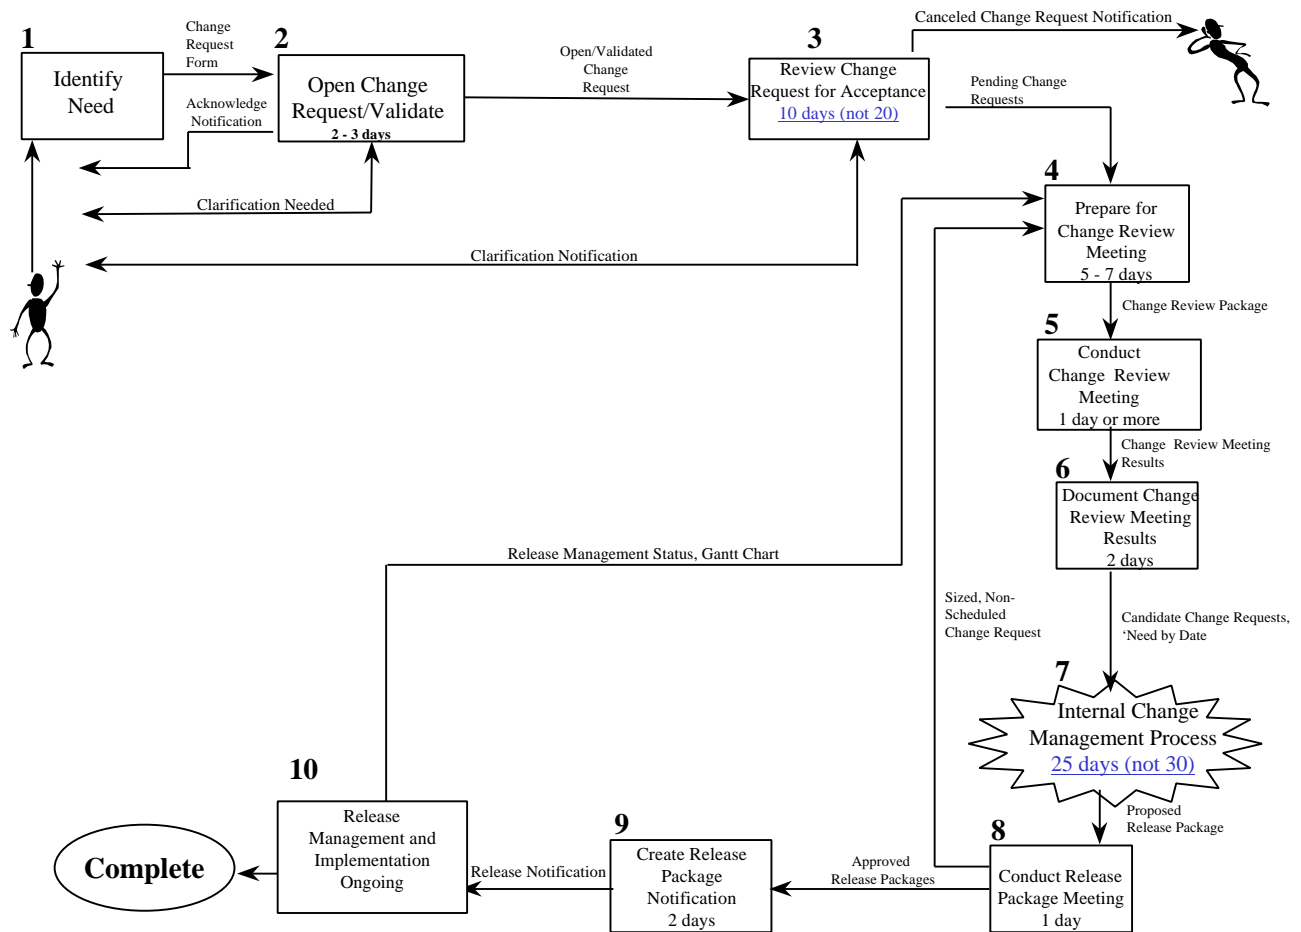 1
Identify
Need
Change
Request
Form
Acknowledge
Notification
2
Open Change
Request/Validate
2 - 3 days
Open/Validated
Change
Request
3
Review Change
Request for Acceptance
10 days (not 20)
Canceled Change Request Notification
Pending Change
Requests
Clarification Needed
Clarification Notification
4
Prepare for
Change Review
Meeting
5 - 7 days
Change Review Package
5
Conduct
Change Review
Meeting
1 day or more
Change Review Meeting
Results
6
Document Change
Review Meeting
Results
2 days
Release Management Status, Gantt Chart
Sized, Non-
Scheduled
Change Request
Candidate Change Requests,
‘Need by Date
7
Internal Change
Management Process
25 days (not 30)
Proposed
Release Package
8
Conduct Release
Package Meeting
1 day
Approved
Release Packages
9
Create Release
Package
Notification
2 days
Release Notification
10
Release
Management and
Implementation
Ongoing
Complete